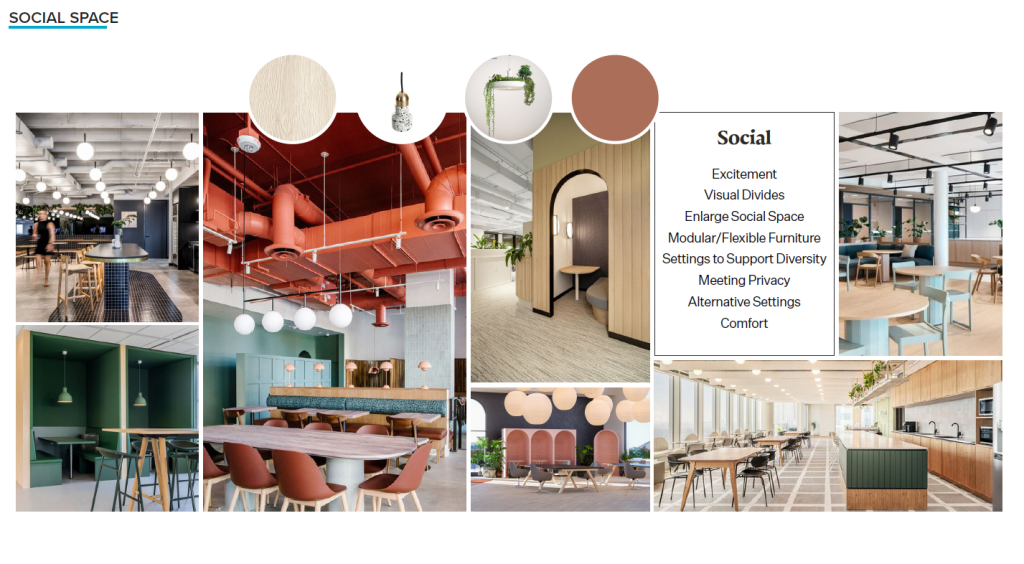 SOCIAL SPACE
Social
Excitement
Visual Divides
Enlarge Social Space
Modular/Flexible Furniture
Settings to Support Diversity
Meeting Privacy
Alternative Settings
Comfort